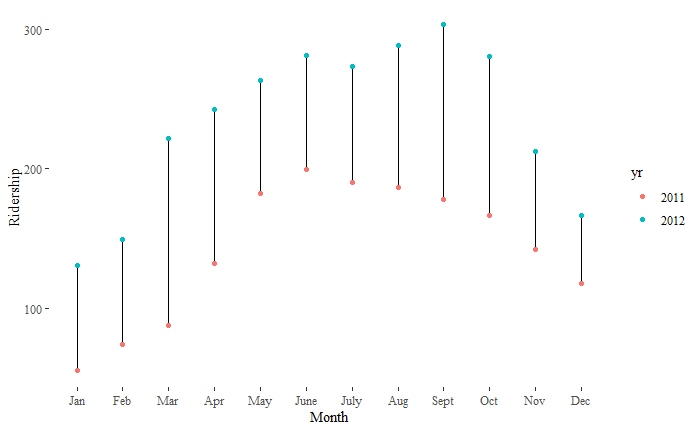 300
200
100
Ridership
Jan Feb Mar Apr May June July Aug Sept Oct Nov Dec
Month
yr
2011
2012